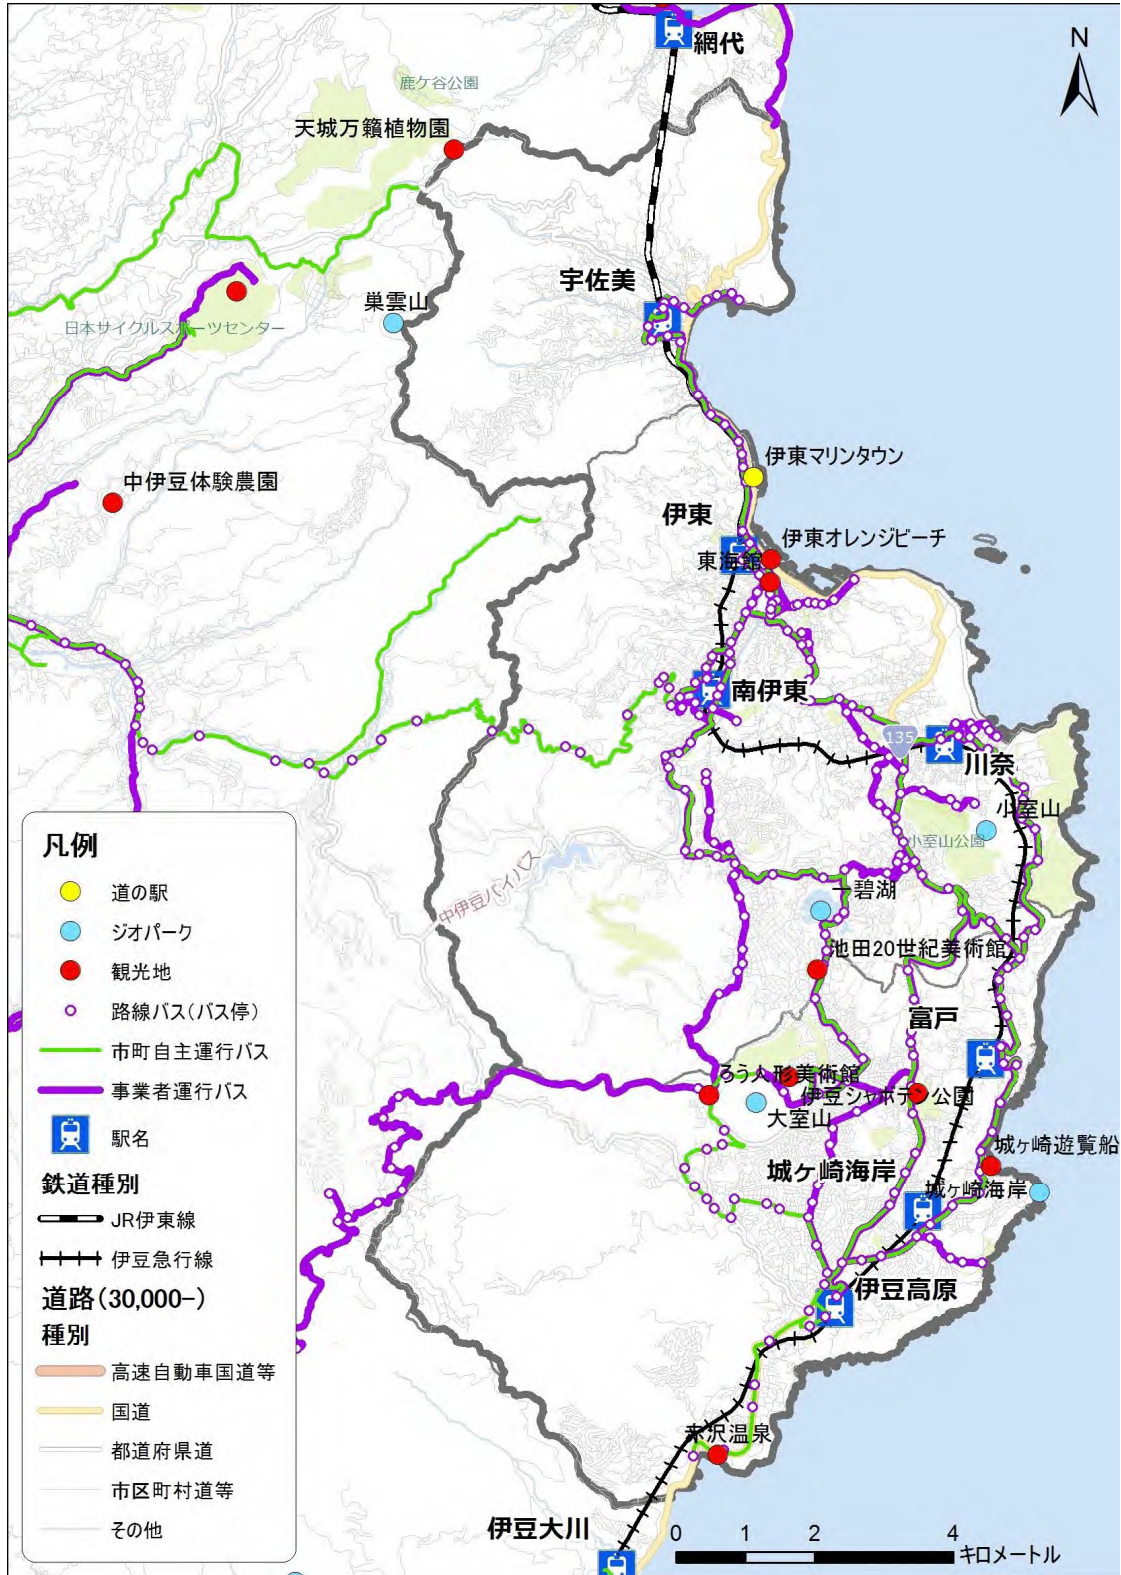 網代
N
鹿ケ谷公園
天城万籟植物園
宇佐美
巣雲山
日本サイクルスポーツセンター
伊東マリンタウン
中伊豆体験農園
伊東
伊東オレンジビーチ
東海館
南伊東
135
川奈
小室山
小室山公園
中伊豆バイパス
一碧湖
池田20世紀美術館
富戸
ろう人形美術館
伊豆シャボテン公園
大室山
城ヶ崎海岸
城ヶ崎遊覧船
城ヶ崎海岸
伊豆高原
赤沢温泉
伊豆大川
凡例
道の駅
ジオパーク
観光地
路線バス(バス停)
市町自主運行バス
事業者運行バス
駅名
鉄道種別
JR伊東線
伊豆急行線
道路(30,000-)
種別
高速自動車国道等
国道
都道府県道
市区町村道等
その他
0 1 2 4
キロメートル